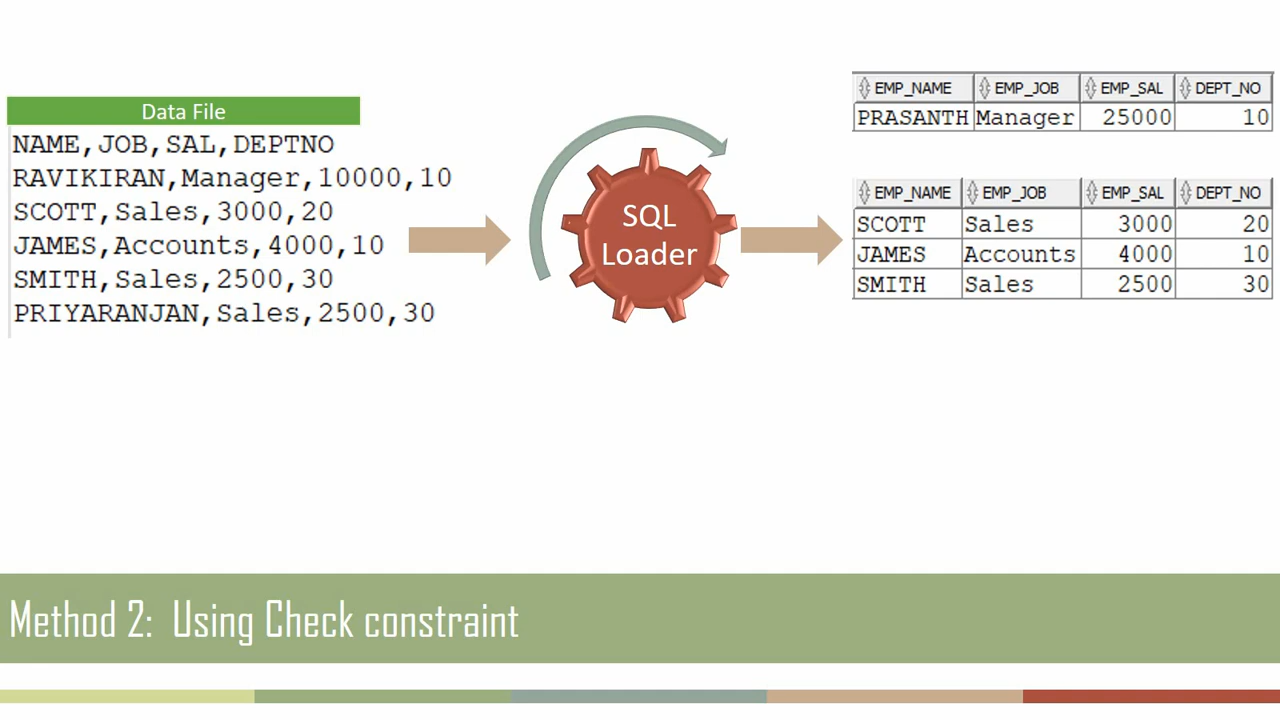 Data File
NAME,JOB,SAL,DEPTNO
RAVIKIRAN,Manager,10000,10
SCOTT,Sales,3000,20
JAMES,Accounts,4000,10
SMITH,Sales,2500,30
PRIYARANJAN,Sales,2500,30
SQL
Loader
EMP_NAME EMP_JOB EMP_SAL DEPT_NO
PRASANTH Manager 25000 10
EMP_NAME EMP_JOB EMP_SAL DEPT_NO
SCOTT Sales 3000 20
JAMES Accounts 4000 10
SMITH Sales 2500 30
Method 2: Using Check constraint